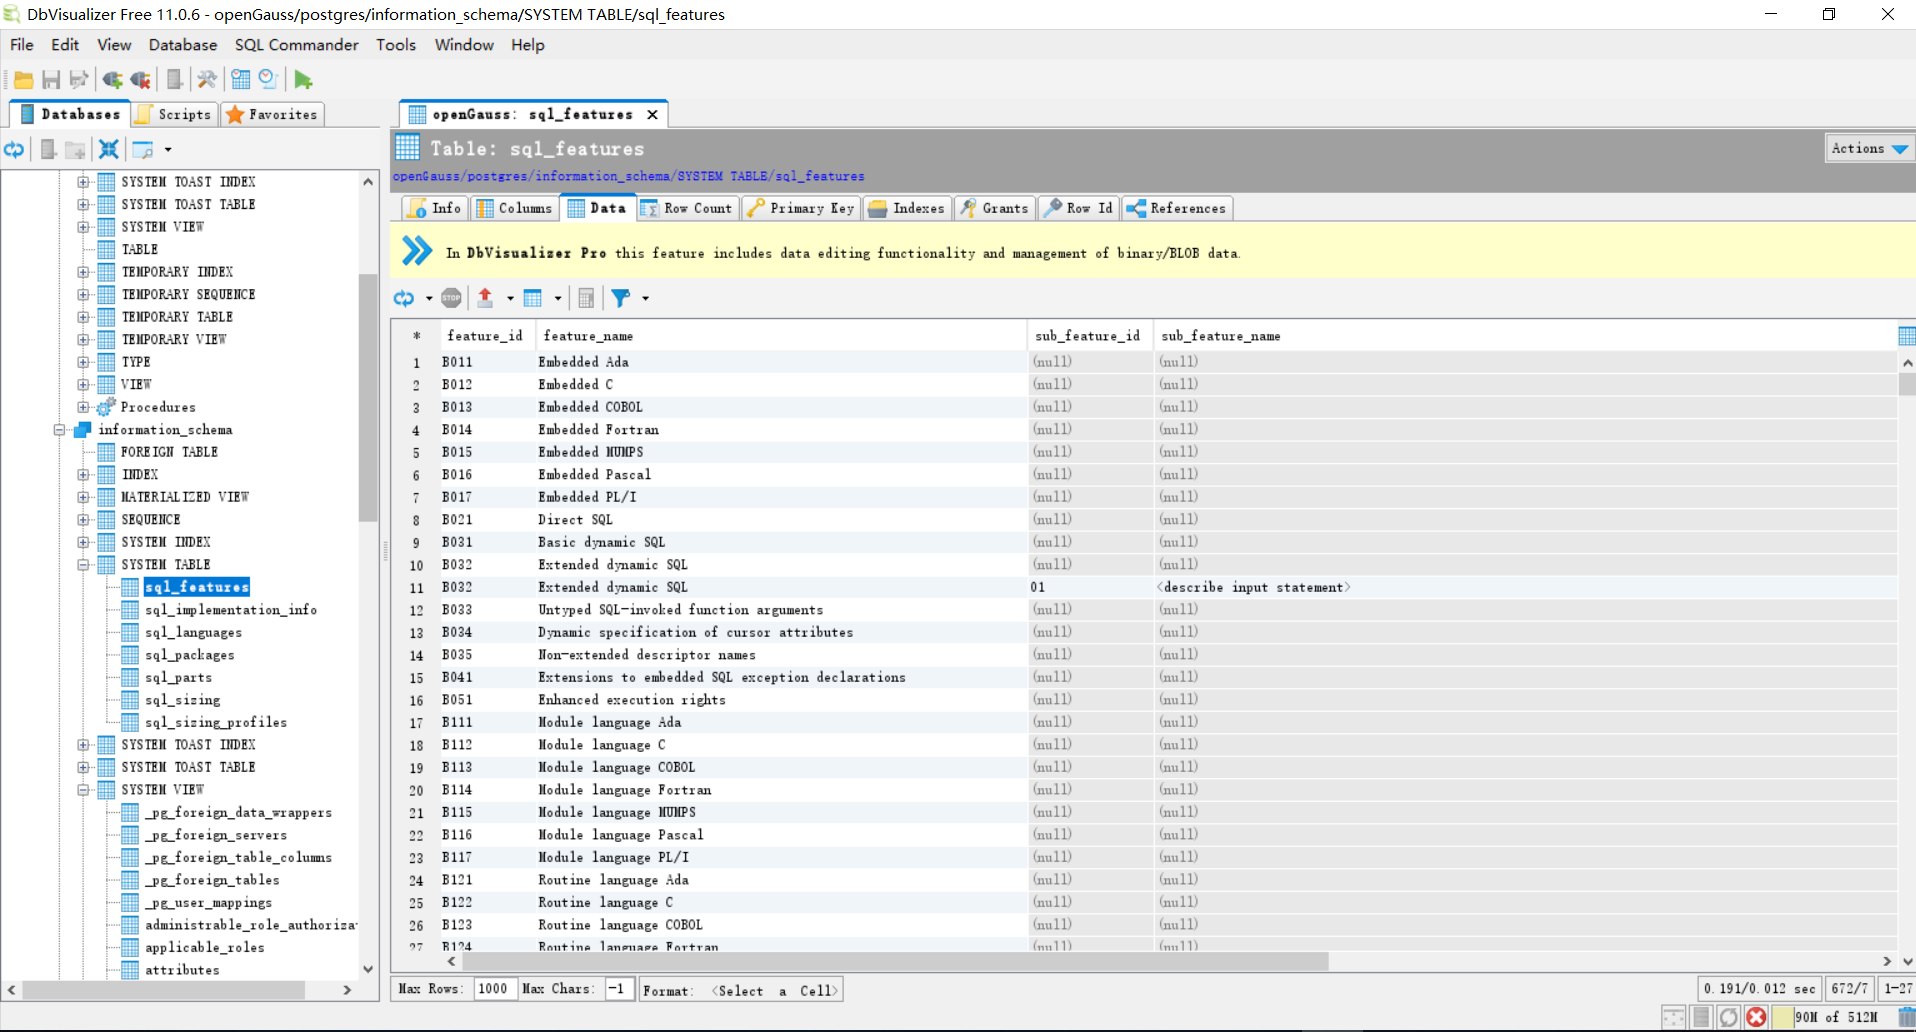 DbVisualizer Free 11.0.6 - openGauss/postgres/information_schema/SYSTEM TABLE/sql_features
File Edit View Database SQL Commander Tools Window Help
Databases Scripts Favorites
SYSTEM TOAST INDEX
SYSTEM TOAST TABLE
SYSTEM VIEW
TABLE
TEMPORARY INDEX
TEMPORARY SEQUENCE
TEMPORARY TABLE
TEMPORARY VIEW
TYPE
VIEW
Procedures
information_schema
FOREIGN TABLE
INDEX
MATERIALIZED VIEW
SEQUENCE
SYSTEM INDEX
SYSTEM TABLE
sql_features
sql_implementation_info
sql_languages
sql_packages
sql_parts
sql_sizing
sql_sizing_profiles
SYSTEM TOAST INDEX
SYSTEM TOAST TABLE
SYSTEM VIEW
_pg_foreign_data_wrappers
_pg_foreign_servers
_pg_foreign_table_columns
_pg_foreign_tables
_pg_user_mappings
administrable_role_authoriza
applicable_roles
attributes
openGauss: sql_features
Table: sql_features
Actions
openGauss/postgres/information_schema/SYSTEM TABLE/sql_features
Info Columns Data Row Count Primary Key Indexes Grants Row Id References
In DbVisualizer Pro this feature includes data editing functionality and management of binary/BLOB data.
STOP
* feature_id feature_name sub_feature_id sub_feature_name
1 B011 Embedded Ada (null) (null)
2 B012 Embedded C (null) (null)
3 B013 Embedded COBOL (null) (null)
4 B014 Embedded Fortran (null) (null)
5 B015 Embedded MUMPS (null) (null)
6 B016 Embedded Pascal (null) (null)
7 B017 Embedded PL/I (null) (null)
8 B021 Direct SQL (null) (null)
9 B031 Basic dynamic SQL (null) (null)
10 B032 Extended dynamic SQL (null) (null)
11 B032 Extended dynamic SQL 01 <describe input statement>
12 B033 Untyped SQL-invoked function arguments (null) (null)
13 B034 Dynamic specification of cursor attributes (null) (null)
14 B035 Non-extended descriptor names (null) (null)
15 B041 Extensions to embedded SQL exception declarations (null) (null)
16 B051 Enhanced execution rights (null) (null)
17 B111 Module language Ada (null) (null)
18 B112 Module language C (null) (null)
19 B113 Module language COBOL (null) (null)
20 B114 Module language Fortran (null) (null)
21 B115 Module language MUMPS (null) (null)
22 B116 Module language Pascal (null) (null)
23 B117 Module language PL/I (null) (null)
24 B121 Routine language Ada (null) (null)
25 B122 Routine language C (null) (null)
26 B123 Routine language COBOL (null) (null)
27 B124 Routine language Fortran (null) (null)
Max Rows: 1000 Max Chars: -1 Format: <Select a Cell> 0.191/0.012 sec 672/7 1-27
90M of 512M